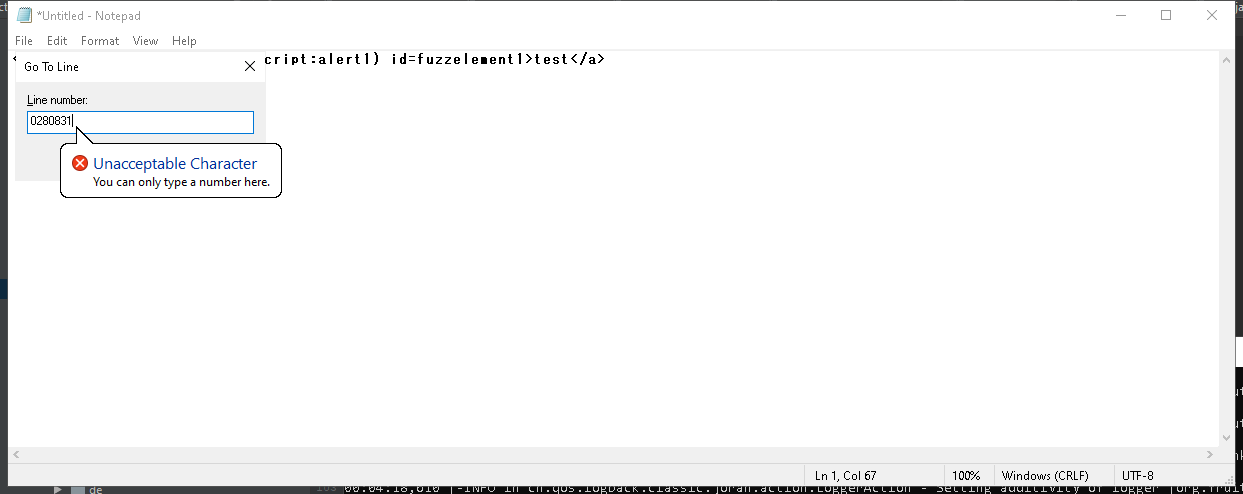 *Untitled - Notepad
File Edit Format View Help
cript:alert1) id=fuzzelement1>test</a>
Go To Line
Line number:
0280831
Unacceptable Character
You can only type a number here.
Ln 1, Col 67 100% Windows (CRLF) UTF-8
de
00:04:18,610 |-INFO in ch.qos.logback.classic.joran.action.LoggerAction - Setting additivity of logger